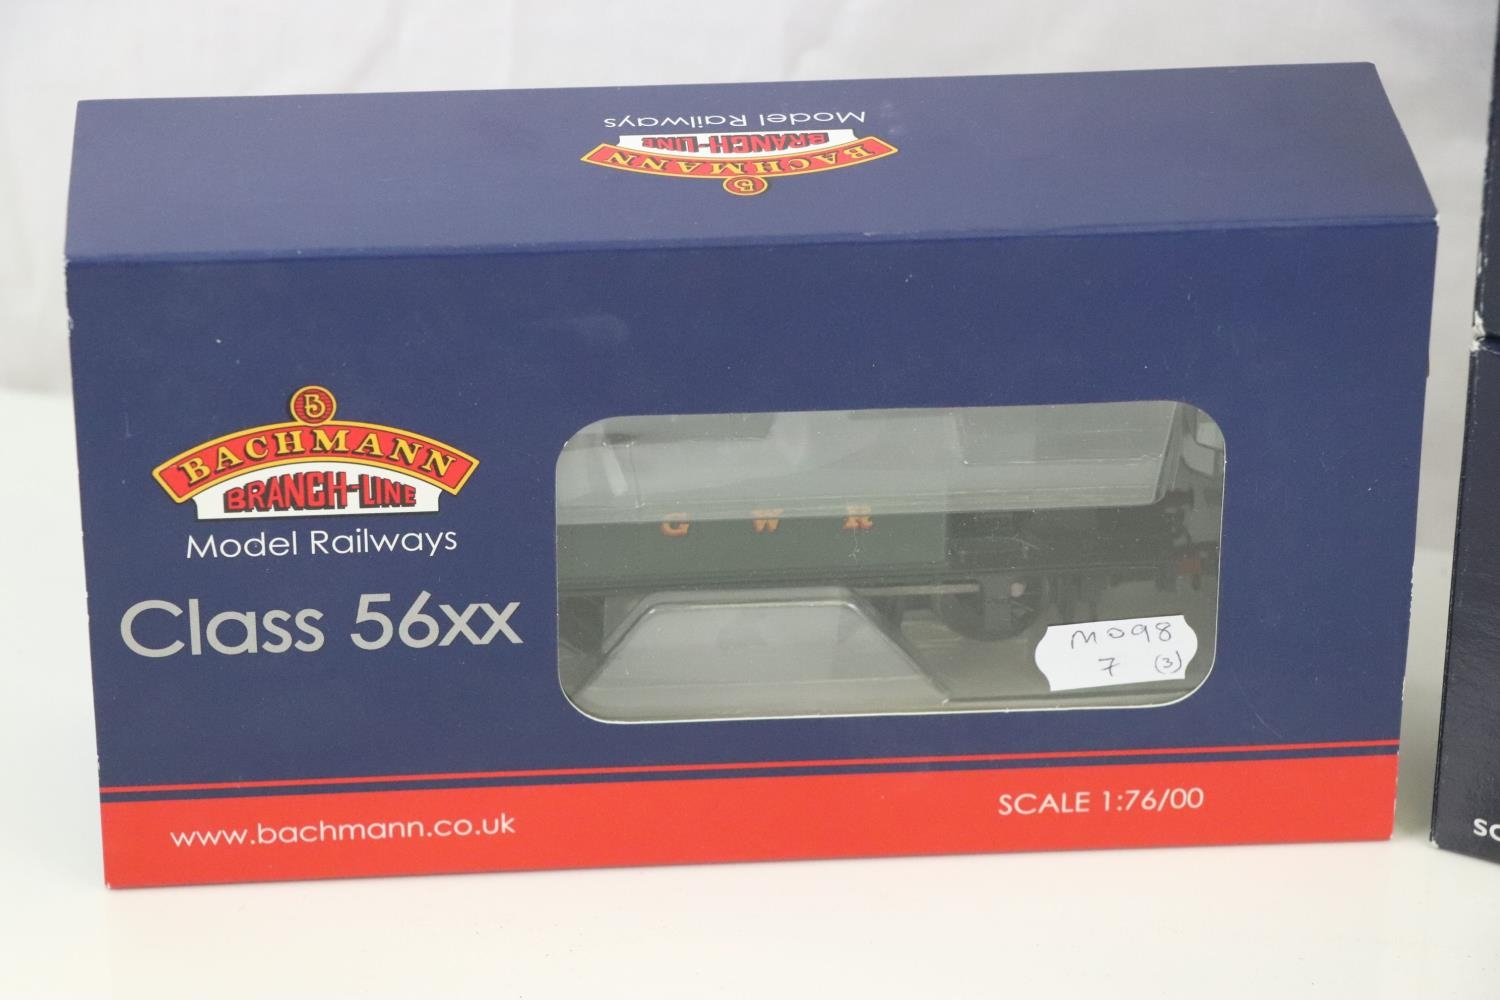 Model Railways
BRANCH-LINE
BACHMANN
B
B
BACHMANN
BRANCH-LINE
Model Railways
Class 56xx
G W R
M098
7 (3)
www.bachmann.co.uk
SCALE 1:76/00